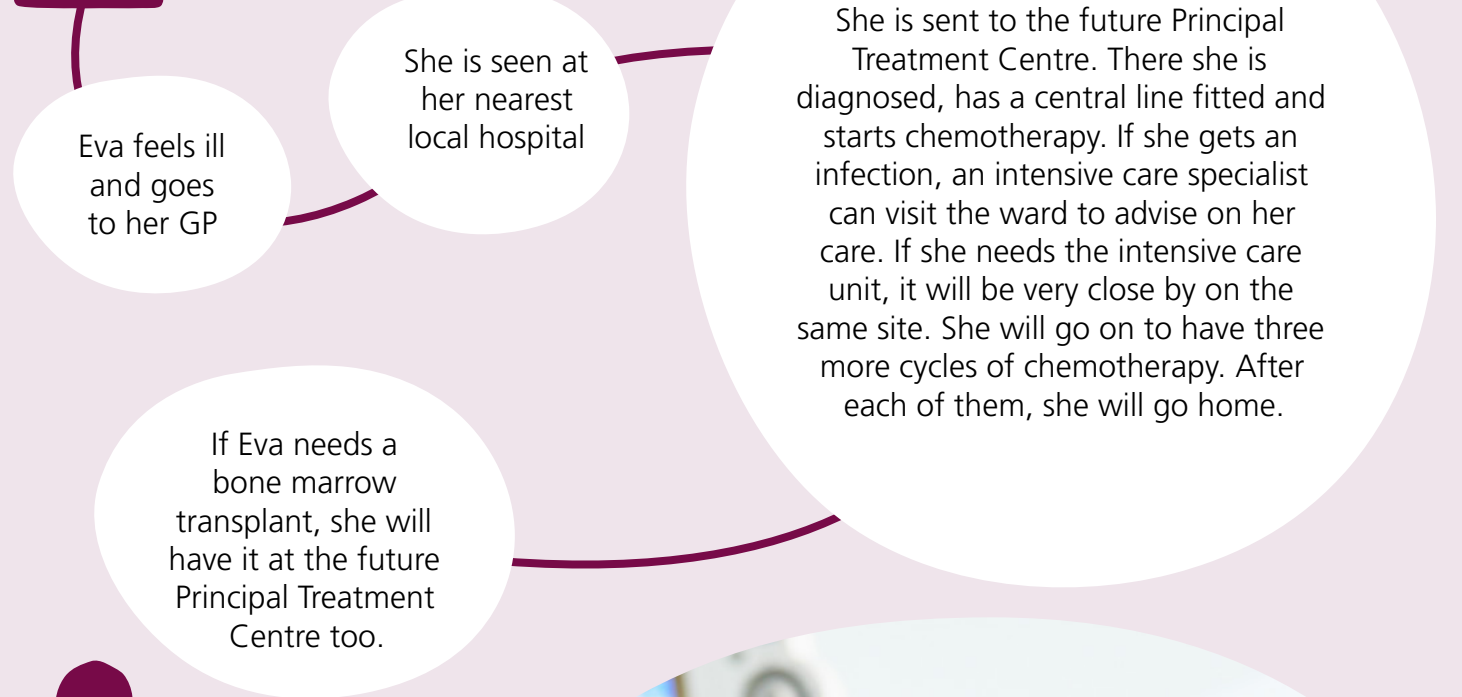 Eva feels ill
and goes
to her GP
She is seen at
her nearest
local hospital
She is sent to the future Principal
Treatment Centre. There she is
diagnosed, has a central line fitted and
starts chemotherapy. If she gets an
infection, an intensive care specialist
can visit the ward to advise on her
care. If she needs the intensive care
unit, it will be very close by on the
same site. She will go on to have three
more cycles of chemotherapy. After
each of them, she will go home.
If Eva needs a
bone marrow
transplant, she will
have it at the future
Principal Treatment
Centre too.